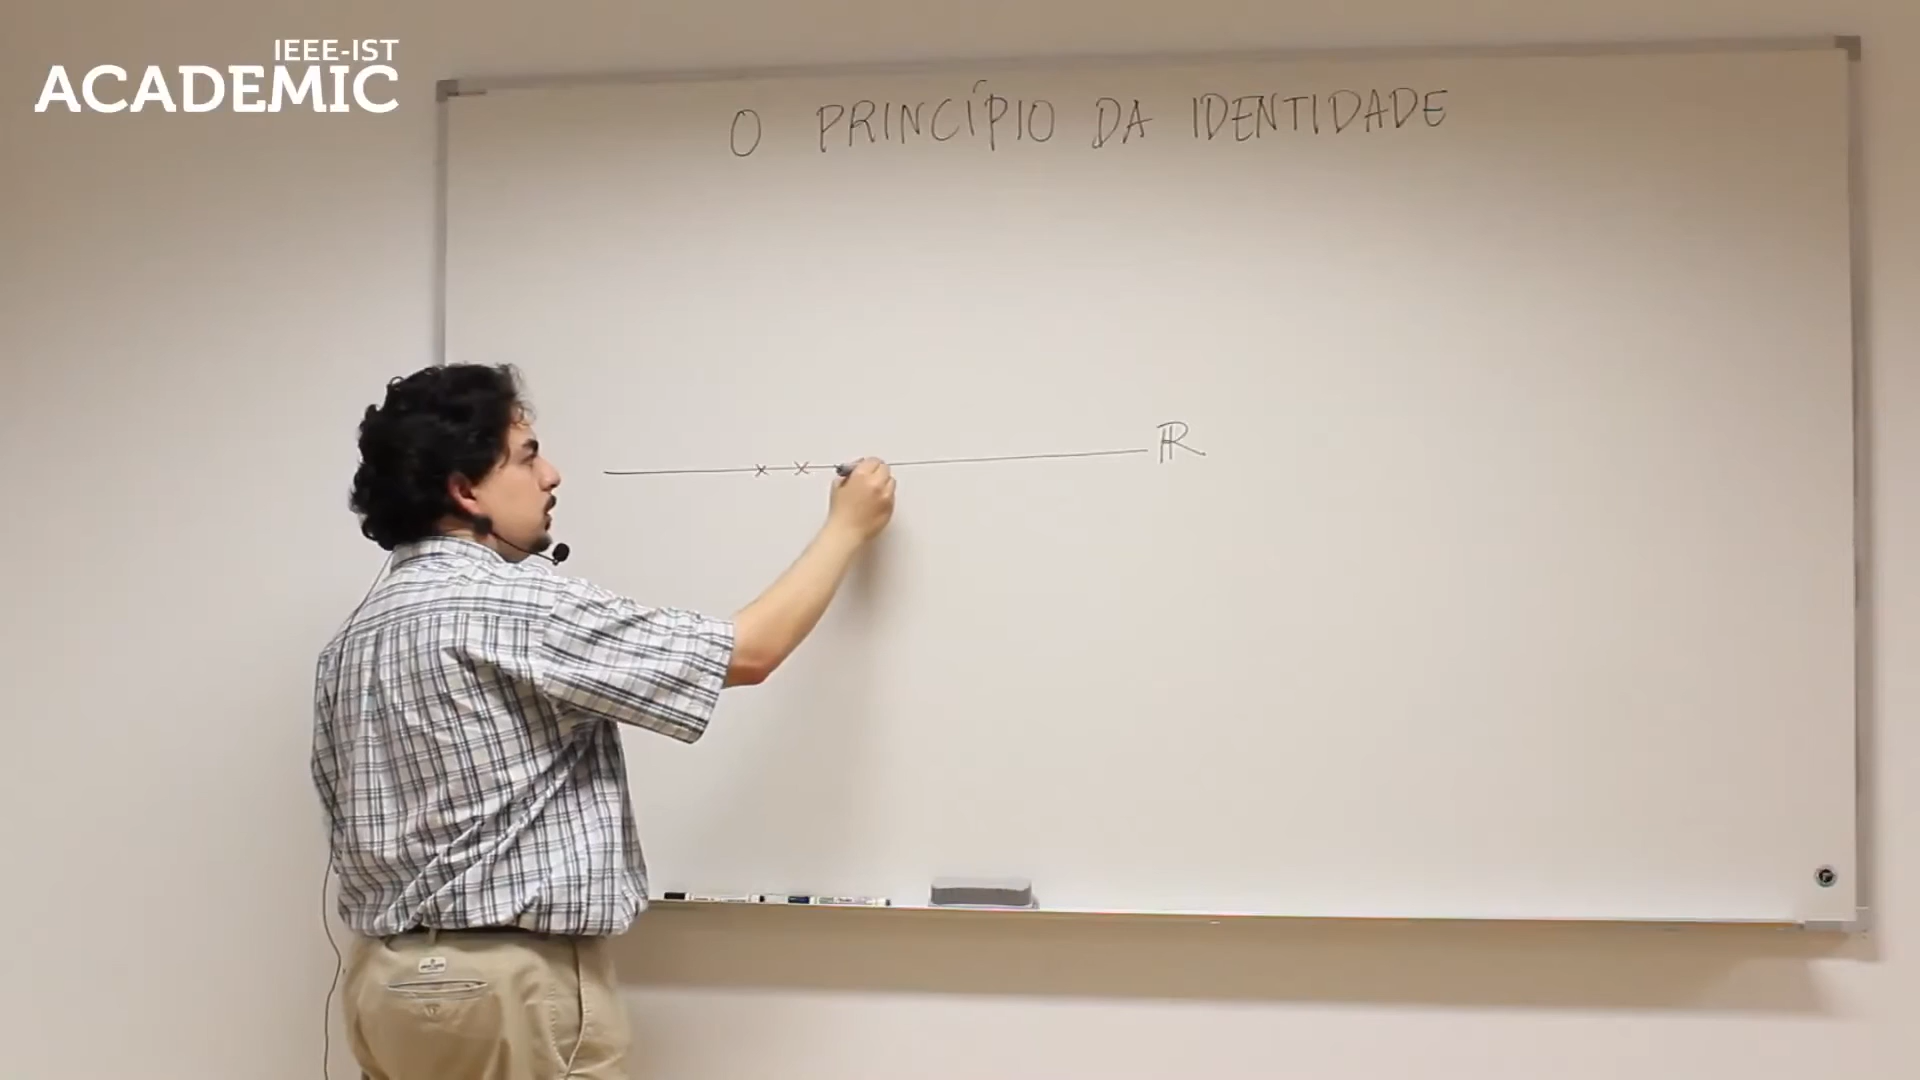 IEEE-IST
ACADEMIC
O PRINCÍPIO DA IDENTIDADE
ℝ